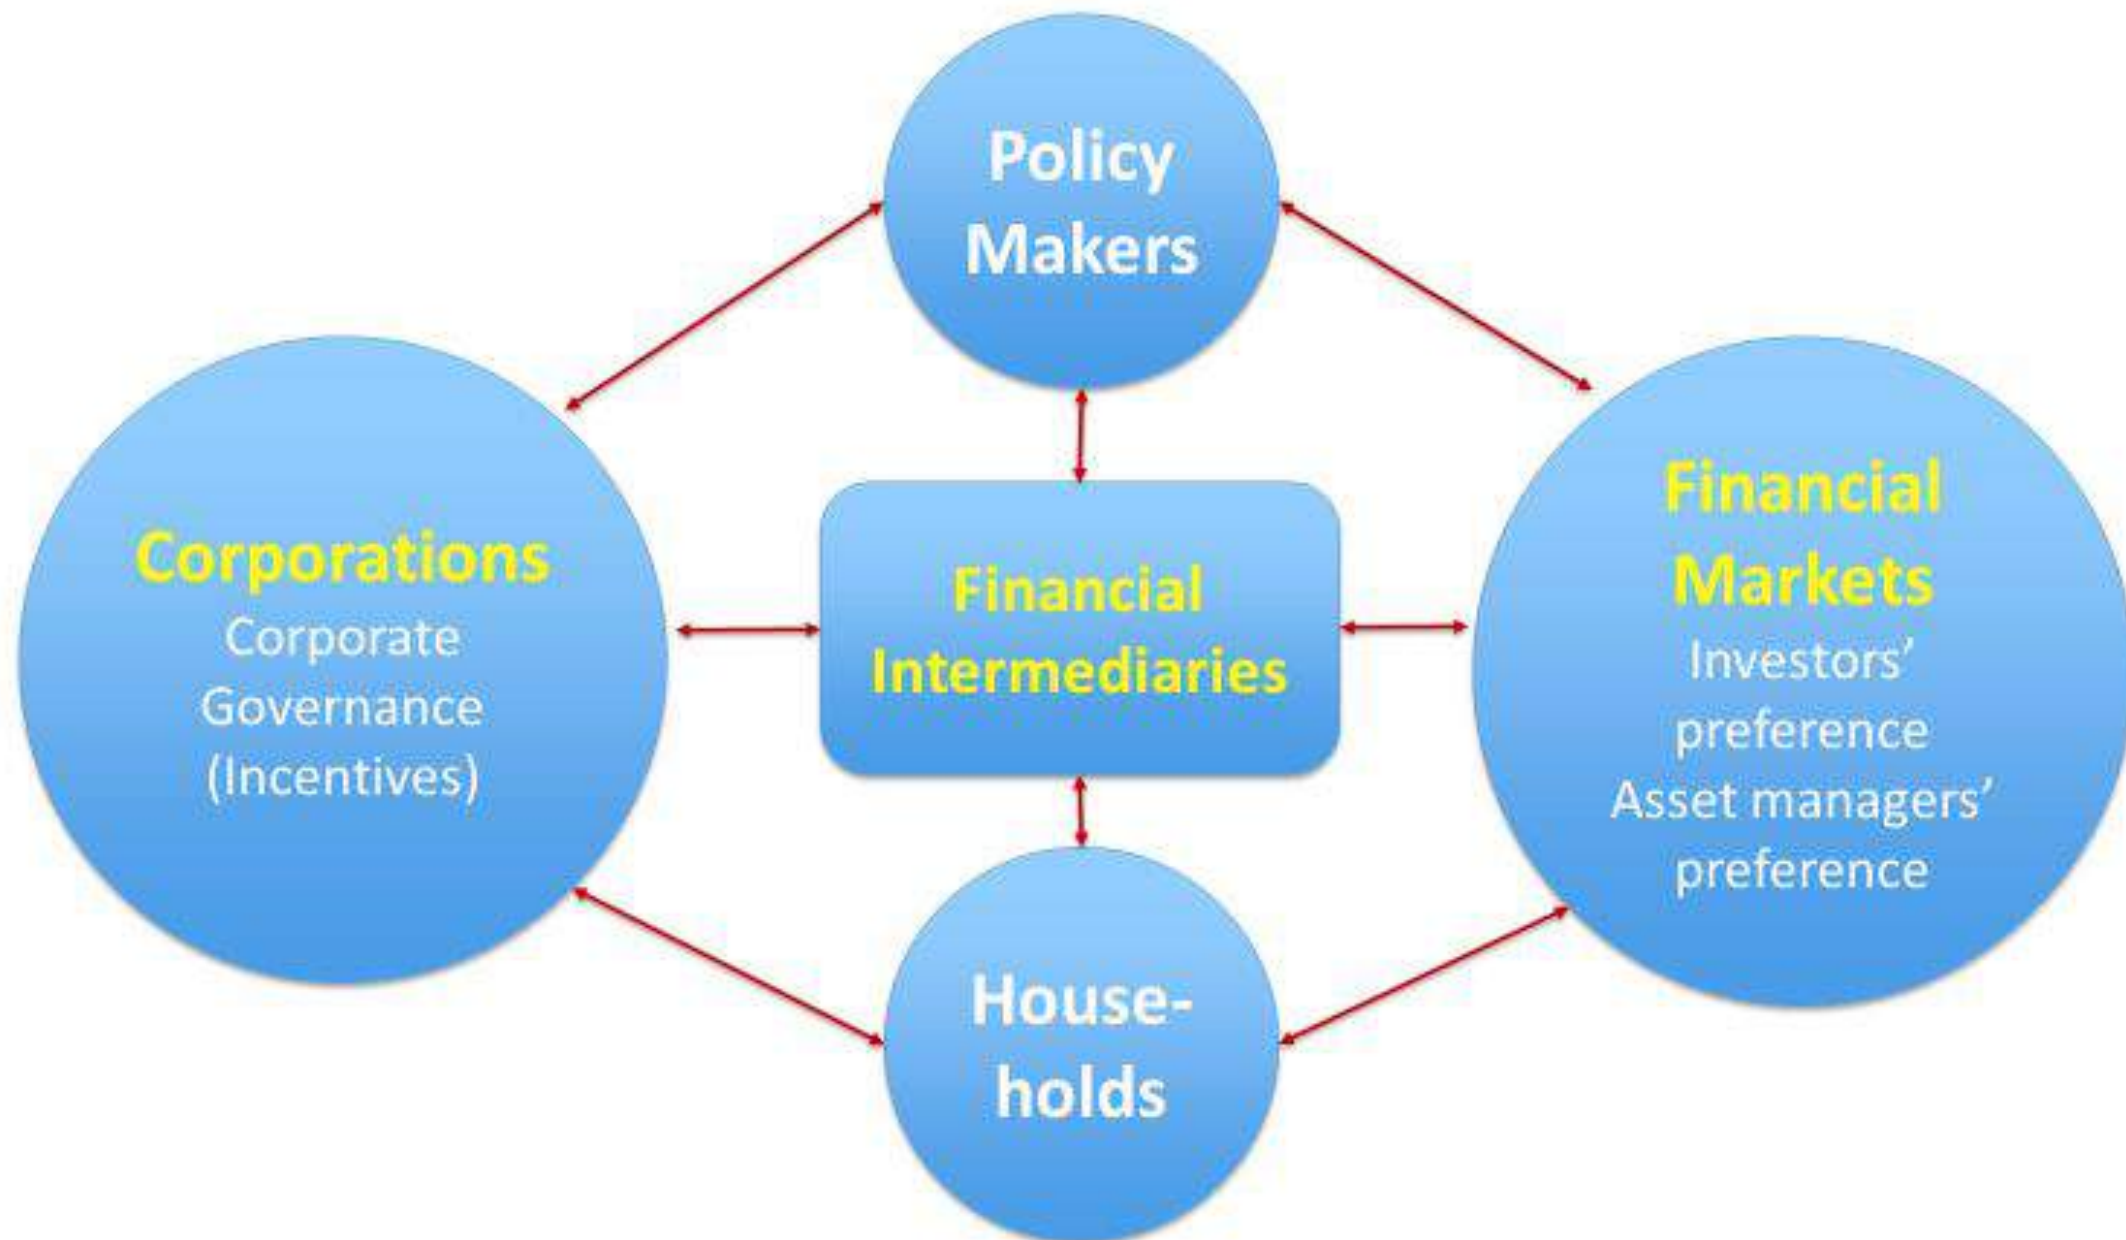 Policy
Makers
Corporations
Corporate
Governance
(Incentives)
Financial
Intermediaries
Financial
Markets
Investors’
preference
Asset managers’
preference
House-
holds